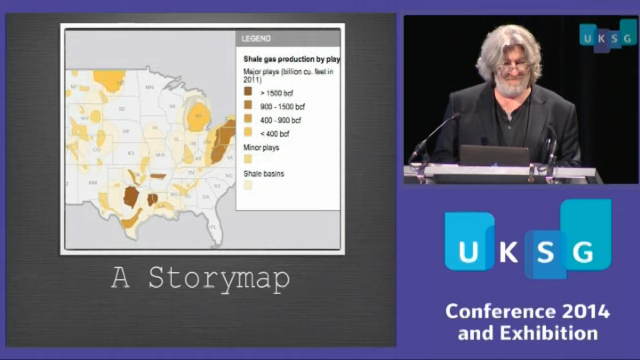 LEGEND
Shale gas production by play
Major plays (billion cu. feet in
2011)
> 1500 bcf
900 - 1500 bcf
400 - 900 bcf
< 400 bcf
Minor plays
Shale basins
A Storymap
UKSG
UKSG
Conference 2014
and Exhibition